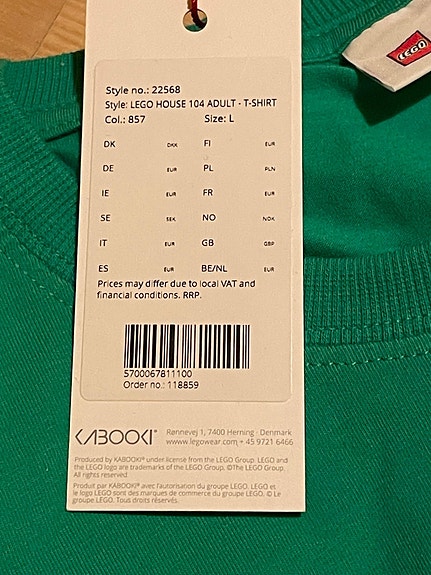 LEGO
Style no.: 22568
Style: LEGO HOUSE 104 ADULT - T-SHIRT
Col.: 857 Size: L
DK DKK FI EUR
DE EUR PL PLN
IE EUR FR EUR
SE SEK NO NOK
IT EUR GB GBP
ES EUR BE/NL EUR
Prices may differ due to local VAT and
financial conditions. RRP.
5700067811100
Order no.: 118859
KABOOKI® Rønnevej 1, 7400 Herning · Denmark
www.legowear.com + 45 9721 6466
Produced by KABOOKI® under license from the LEGO Group. LEGO and
the LEGO logo are trademarks of the LEGO Group. ©The LEGO Group.
All rights reserved.
Produit par KABOOKI® avec l'autorisation du groupe LEGO. LEGO et
le logo LEGO sont des marques de commerce du groupe LEGO. © Le
groupe LEGO. Tous droits réservés.